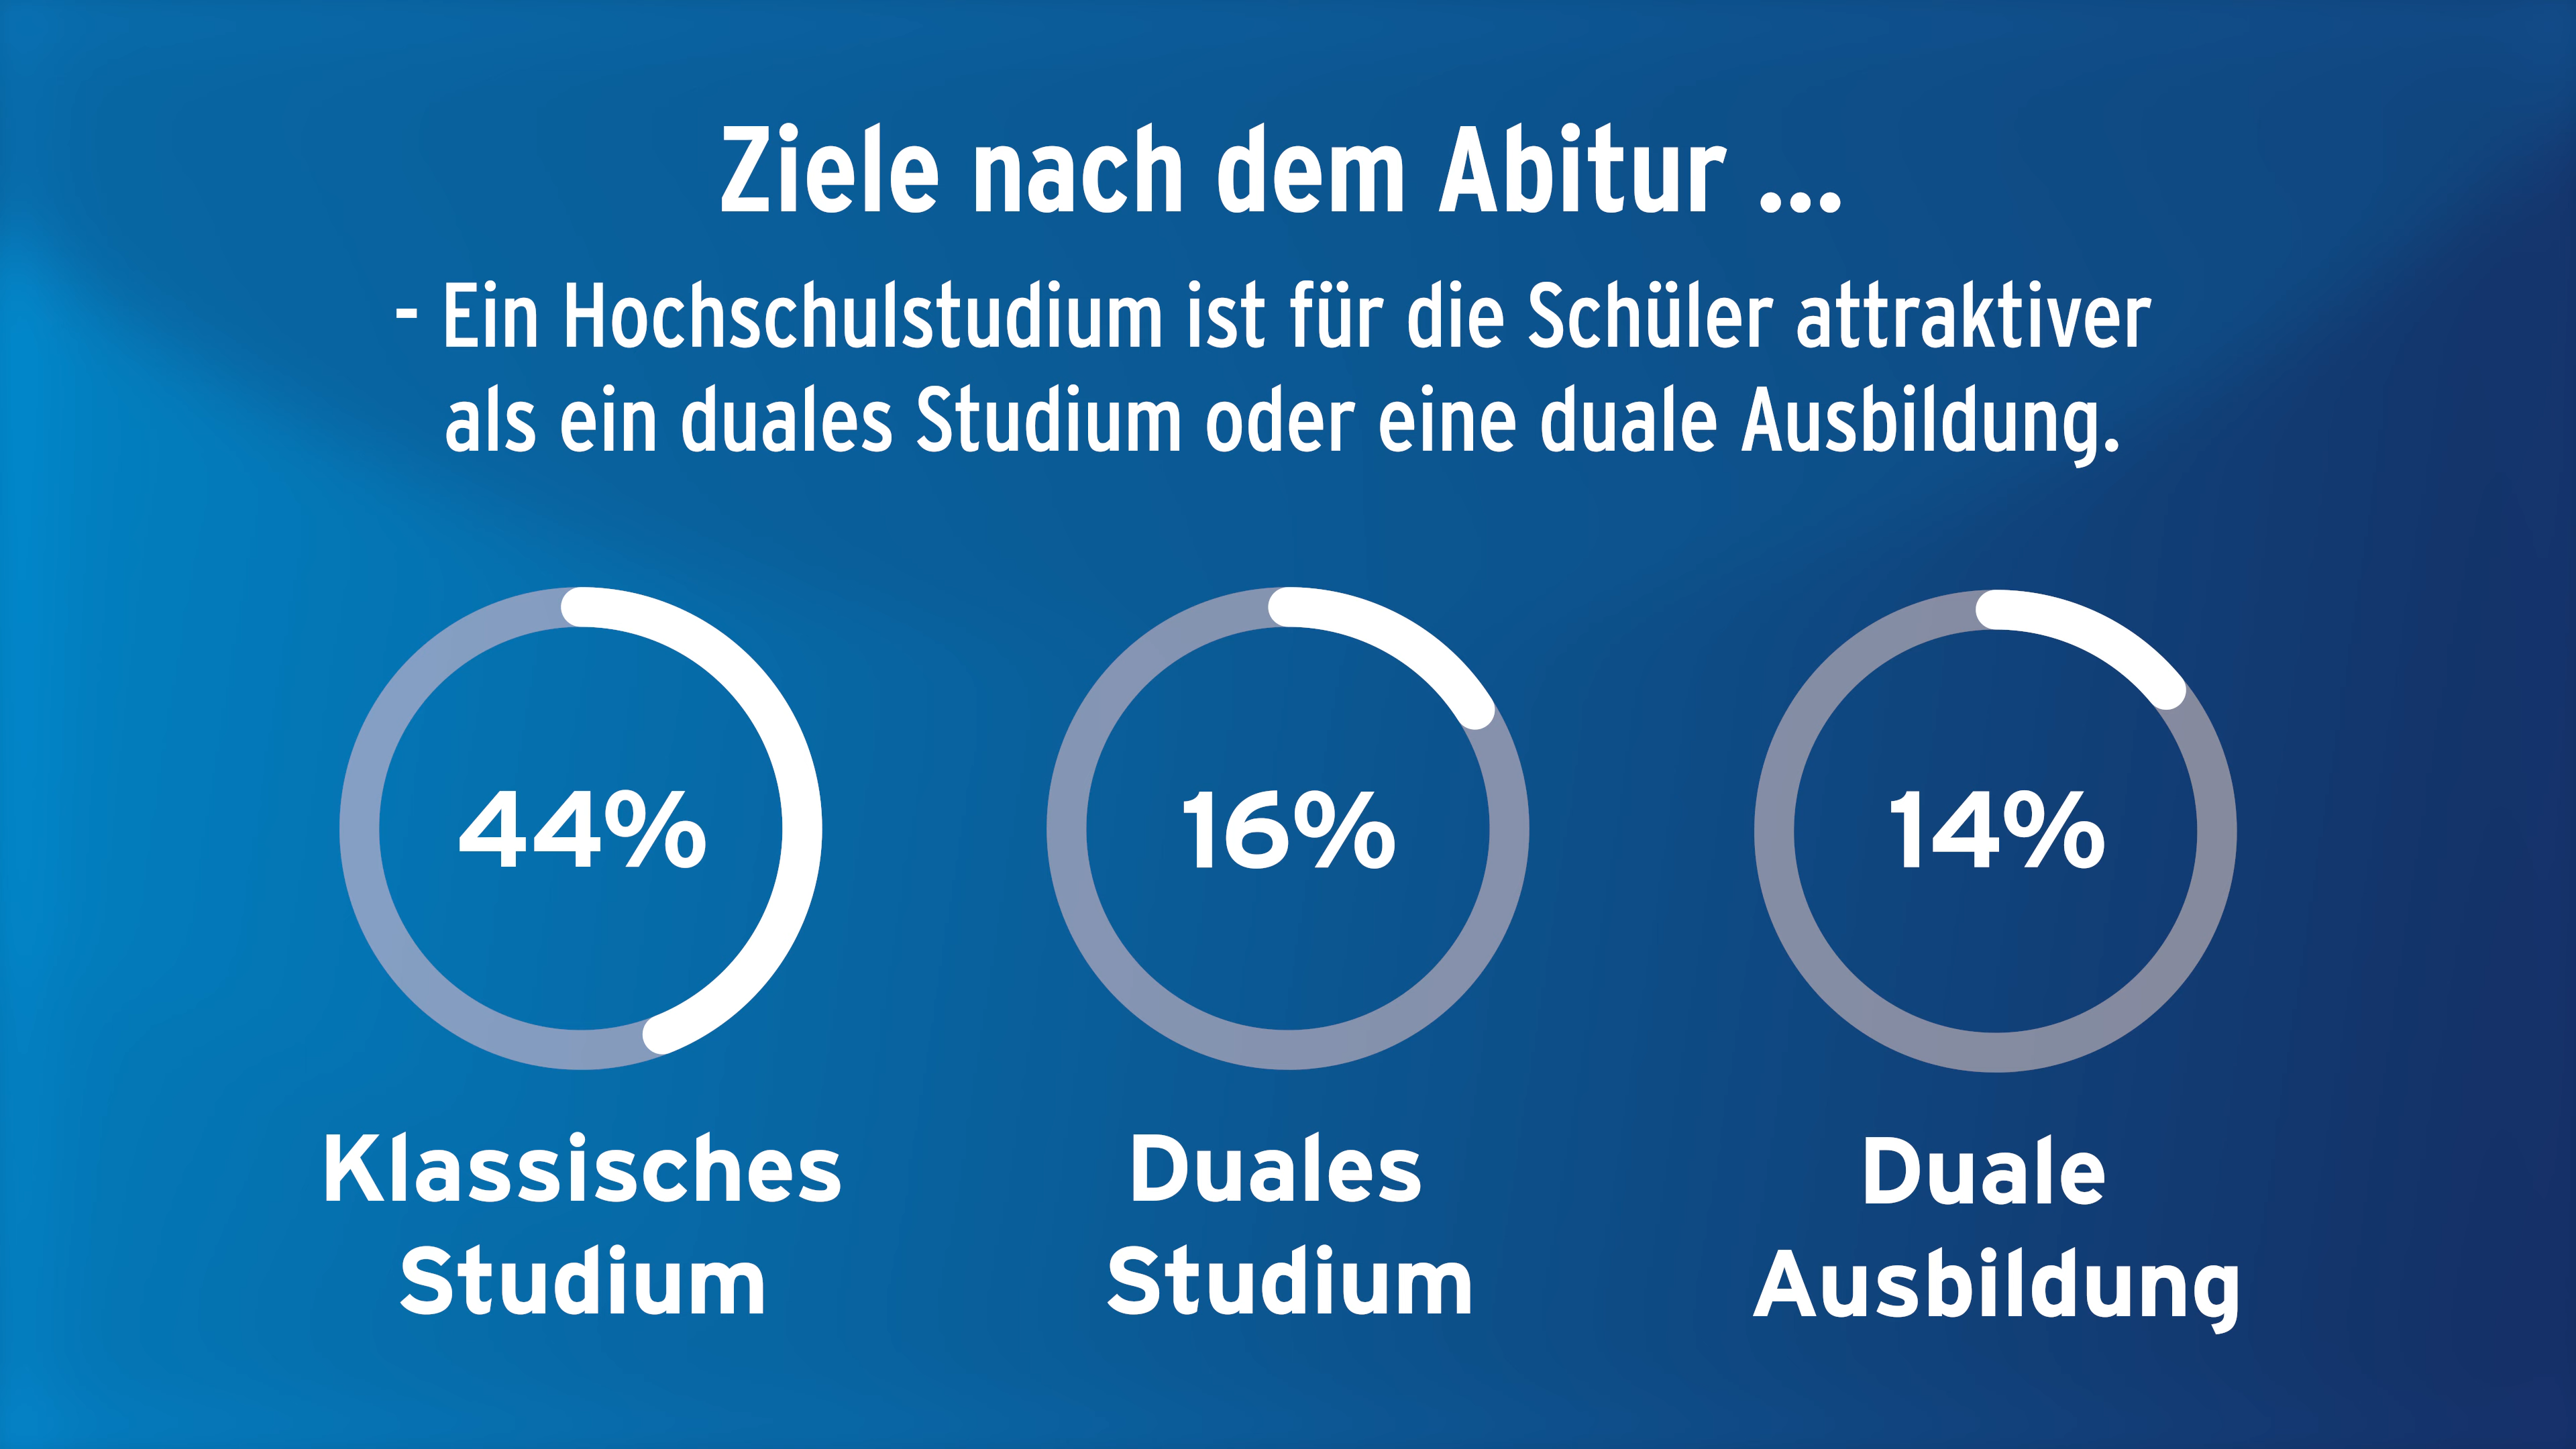 Ziele nach dem Abitur ...
- Ein Hochschulstudium ist für die Schüler attraktiver
als ein duales Studium oder eine duale Ausbildung.
44%
Klassisches
Studium
16%
Duales
Studium
14%
Duale
Ausbildung